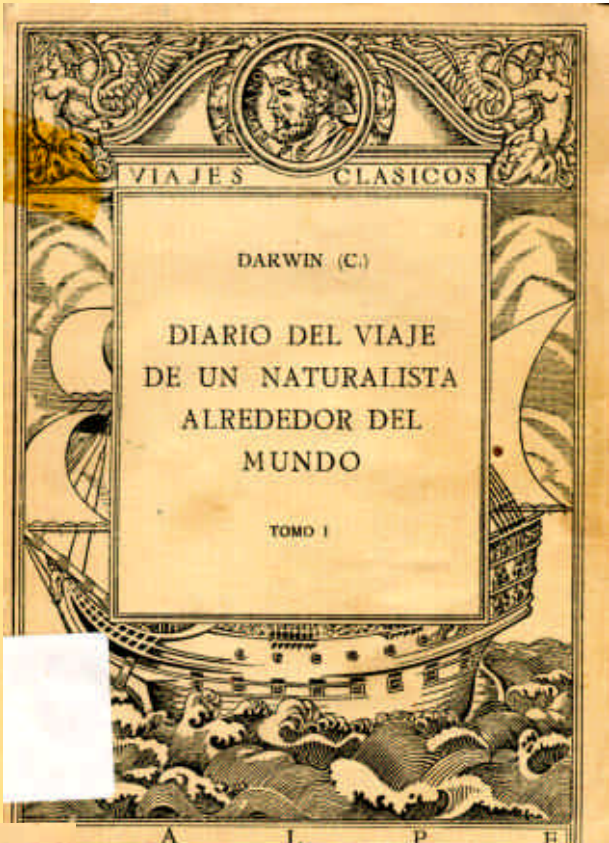 VIAJES CLASICOS
DARWIN (C.)
DIARIO DEL VIAJE
DE UN NATURALISTA
ALREDEDOR DEL
MUNDO
TOMO I
A L P E